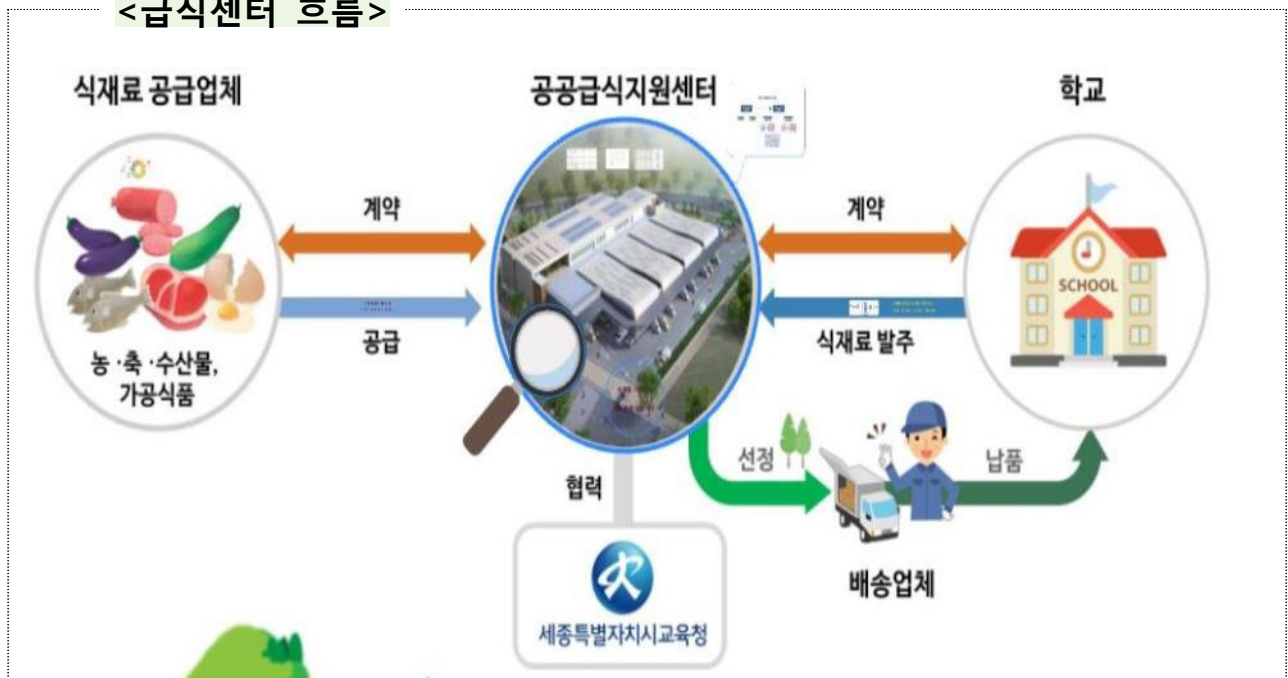 <급식센터 흐름>
식재료 공급업체
공공급식지원센터
학교
계약
계약
SCHOOL
공급
식재료 발주
농·축·수산물,
가공식품
선정
납품
협력
배송업체
세종특별자치시교육청